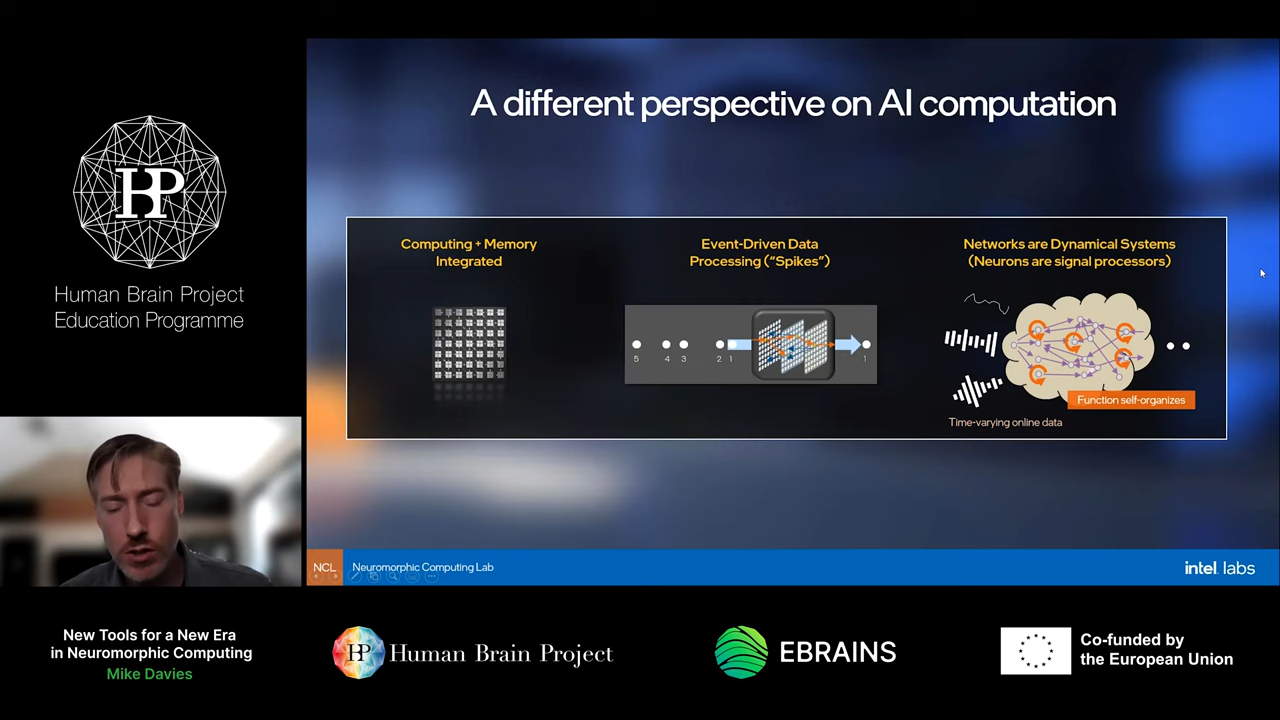 HBP
Human Brain Project
Education Programme
A different perspective on AI computation
Computing + Memory
Integrated
Event-Driven Data
Processing (“Spikes”)
5 4 3 2 1 1
Networks are Dynamical Systems
(Neurons are signal processors)
Function self-organizes
Time-varying online data
NCL
Neuromorphic Computing Lab
intel. labs
New Tools for a New Era
in Neuromorphic Computing
Mike Davies
HBP
Human Brain Project
EBRAINS
Co-funded by
the European Union